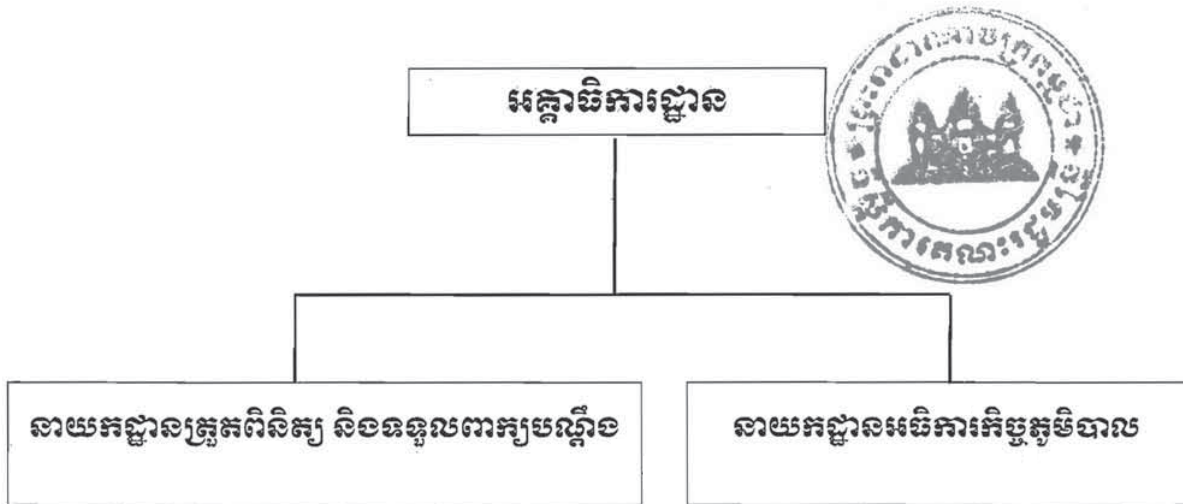 អគ្គាធិការដ្ឋាន
នាយកដ្ឋានត្រួតពិនិត្យ និងទទួលពាក្យបណ្តឹង
នាយកដ្ឋានអធិការកិច្ចភូមិបាល